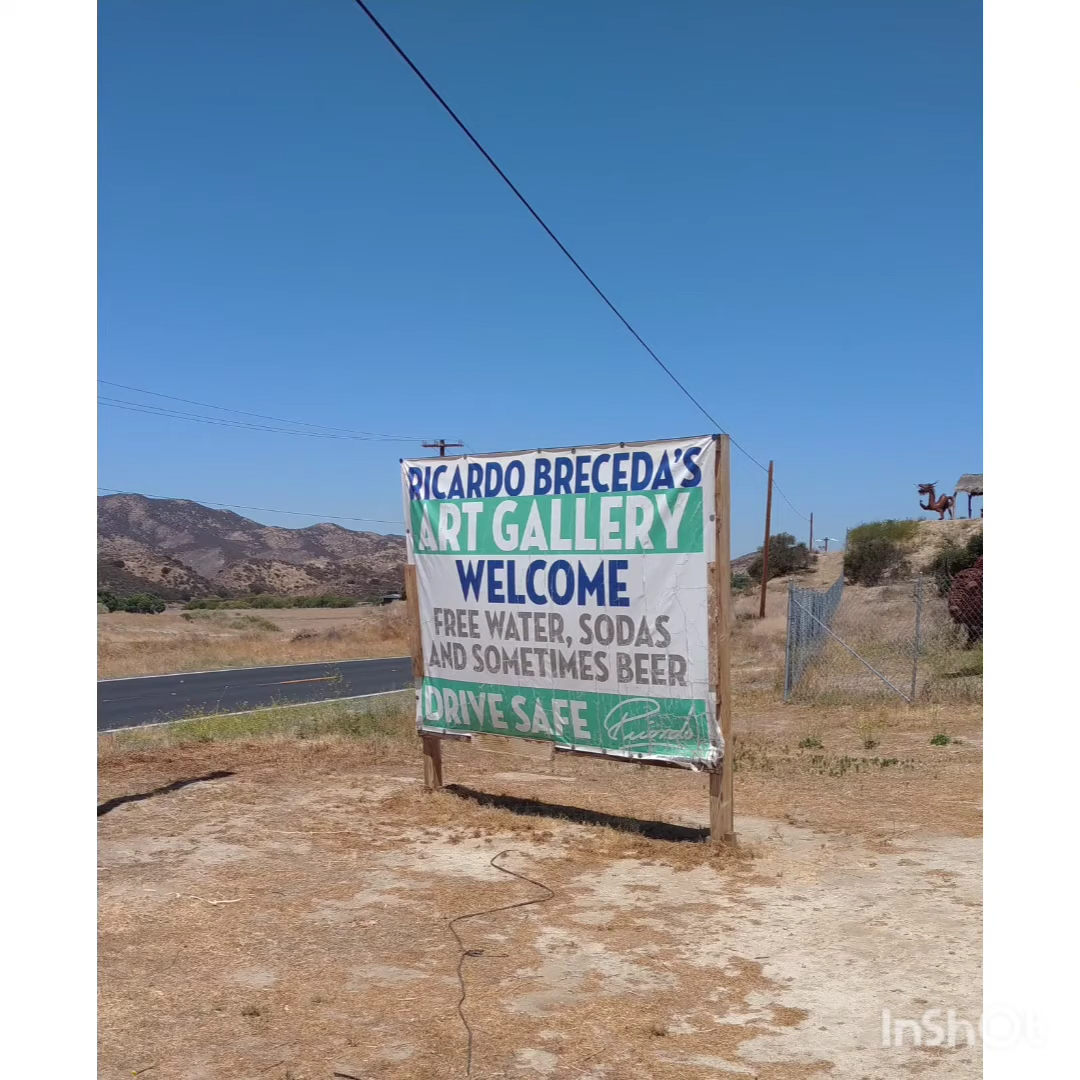 RICARDO BRECEDA'S
ART GALLERY
WELCOME
FREE WATER, SODAS
AND SOMETIMES BEER
DRIVE SAFE
InShOt